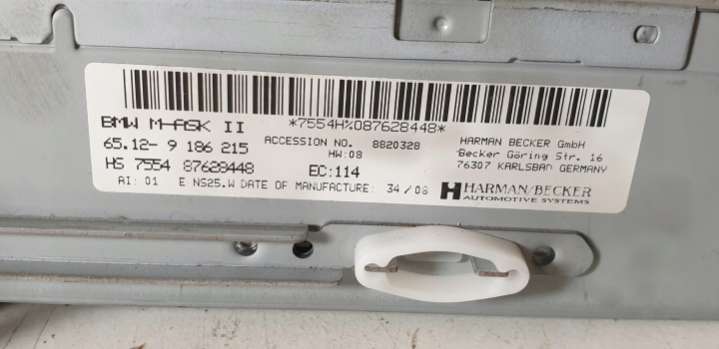 *7554H%087628448*
BMW M-ASK II
65.12- 9 186 215
HS 7554 87628448
AI: 01 E NS25.W DATE OF MANUFACTURE: 34/08
ACCESSION NO. 8820328
HW:08
EC:114
HARMAN BECKER GmbH
Becker Göring Str. 16
76307 KARLSBAD GERMANY
HARMAN/BECKER
AUTOMOTIVE SYSTEMS